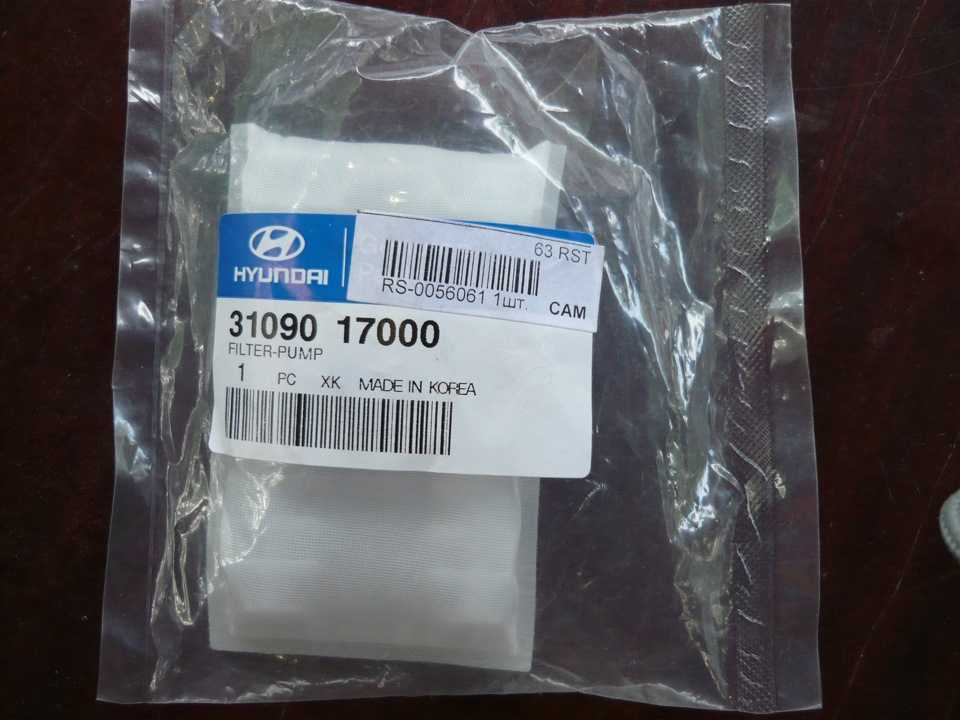 HYUNDAI
63 RST
RS-0056061 1шт.
CAM
31090 17000
FILTER-PUMP
1 PC XK MADE IN KOREA